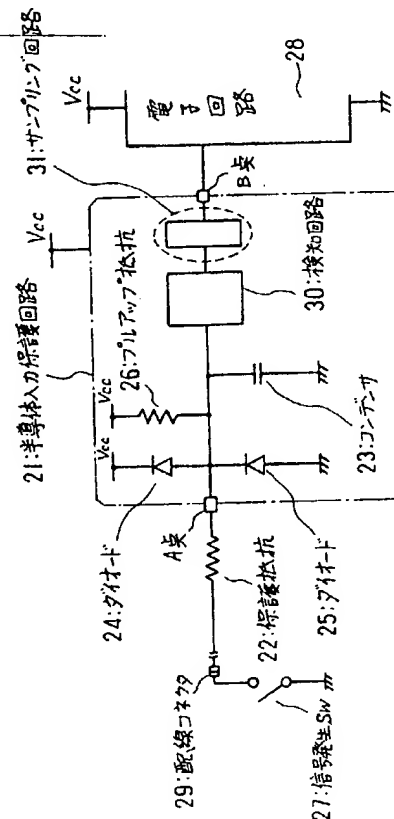 21:半導体入力保護回路
31:サンプリング回路
Vcc
Vcc
電子回路
28
26:プルアップ抵抗
Vcc
Vcc
24:ダイオード
A点
B点
30:検知回路
23:コンデンサ
29:配線コネクタ
22:保護抵抗
25:ダイオード
27:信号発生SW